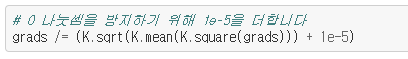 # 0 나눗셈을 방지하기 위해 1e-5을 더합니다
grads /= (K.sqrt(K.mean(K.square(grads))) + 1e-5)